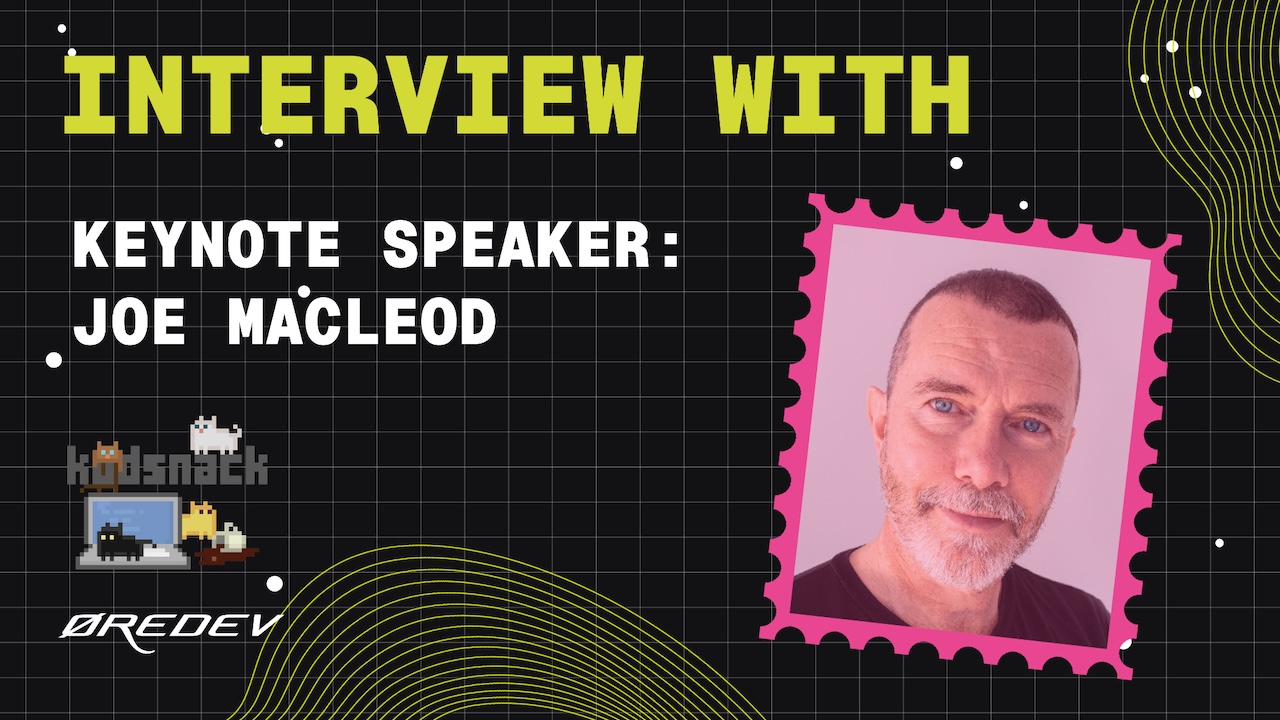 INTERVIEW WITH
KEYNOTE SPEAKER:
JOE MACLEOD
kodsnack
ØREDEV